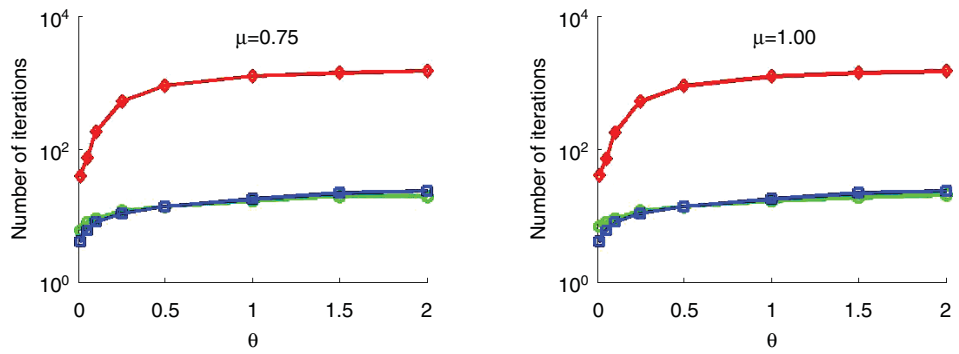 10^4
μ=0.75
10^2
10^0
Number of iterations
0 0.5 1 1.5 2
θ
10^4
μ=1.00
10^2
10^0
Number of iterations
0 0.5 1 1.5 2
θ